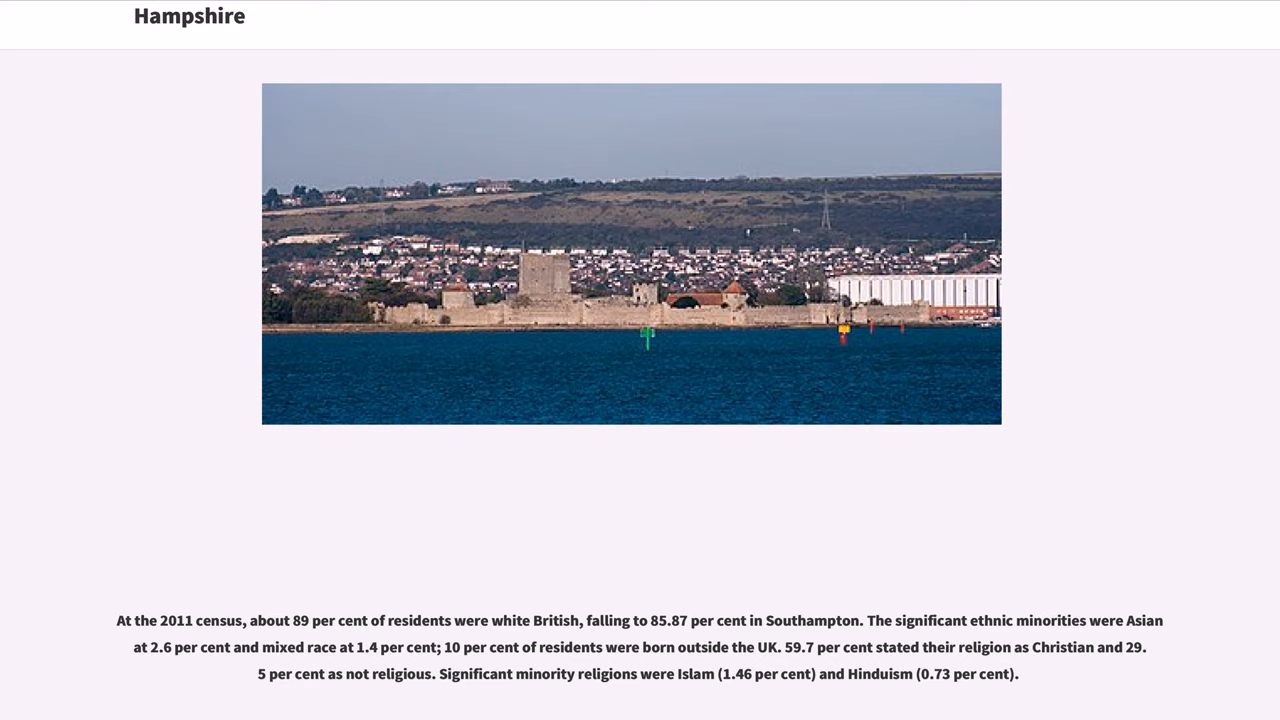 Hampshire
At the 2011 census, about 89 per cent of residents were white British, falling to 85.87 per cent in Southampton. The significant ethnic minorities were Asian
at 2.6 per cent and mixed race at 1.4 per cent; 10 per cent of residents were born outside the UK. 59.7 per cent stated their religion as Christian and 29.
5 per cent as not religious. Significant minority religions were Islam (1.46 per cent) and Hinduism (0.73 per cent).